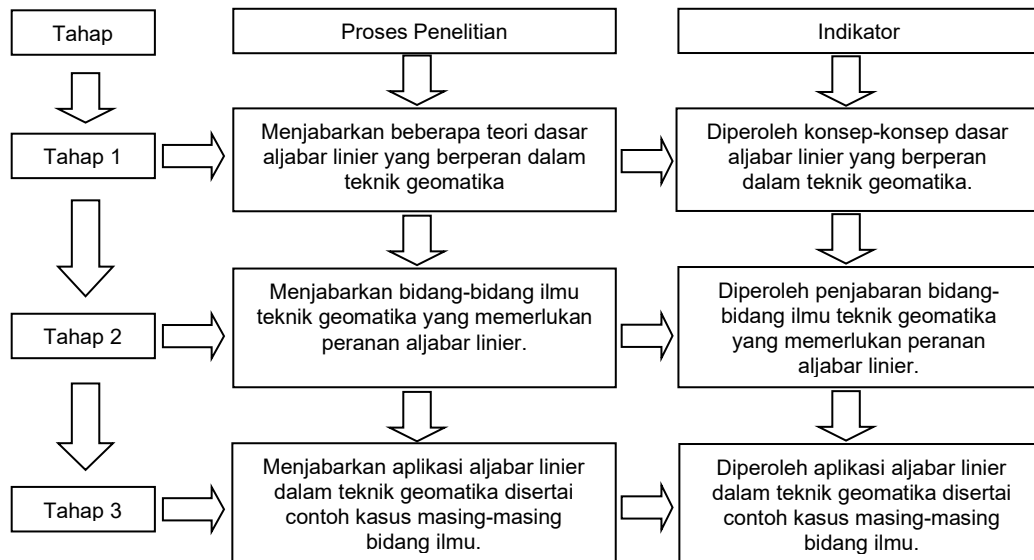 Tahap
Proses Penelitian
Indikator
Tahap 1
Menjabarkan beberapa teori dasar
aljabar linier yang berperan dalam
teknik geomatika
Diperoleh konsep-konsep dasar
aljabar linier yang berperan
dalam teknik geomatika.
Tahap 2
Menjabarkan bidang-bidang ilmu
teknik geomatika yang memerlukan
peranan aljabar linier.
Diperoleh penjabaran bidang-
bidang ilmu teknik geomatika
yang memerlukan peranan
aljabar linier.
Tahap 3
Menjabarkan aplikasi aljabar linier
dalam teknik geomatika disertai
contoh kasus masing-masing
bidang ilmu.
Diperoleh aplikasi aljabar linier
dalam teknik geomatika disertai
contoh kasus masing-masing
bidang ilmu.